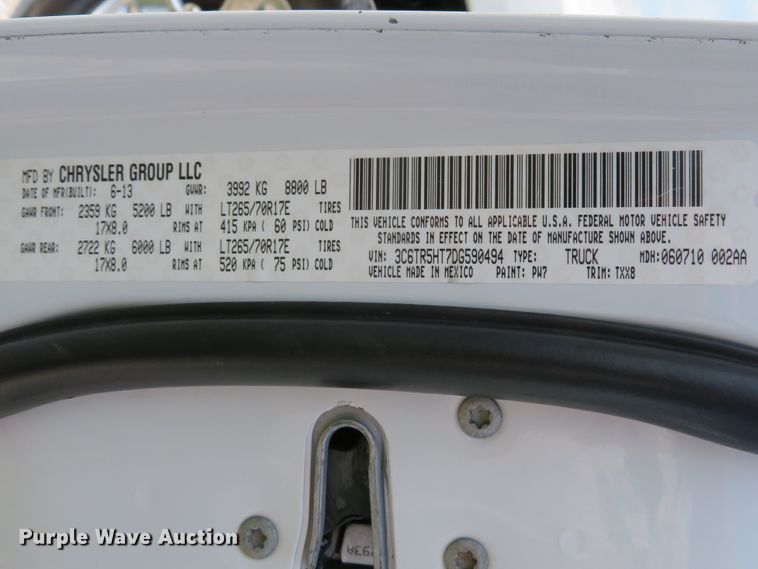 MFD BY CHRYSLER GROUP LLC
DATE OF MFR(BUILT): 6-13 GVWR: 3992 KG 8800 LB
GAWR FRONT: 2359 KG 5200 LB WITH LT265/70R17E TIRES
17X8.0 RIMS AT 415 KPA ( 60 PSI) COLD
GAWR REAR: 2722 KG 6000 LB WITH LT265/70R17E TIRES
17X8.0 RIMS AT 520 KPA ( 75 PSI) COLD
THIS VEHICLE CONFORMS TO ALL APPLICABLE U.S.A. FEDERAL MOTOR VEHICLE SAFETY
STANDARDS IN EFFECT ON THE DATE OF MANUFACTURE SHOWN ABOVE.
VIN: 3C6TR5HT7DG590494 TYPE: TRUCK MDH: 060710 002AA
VEHICLE MADE IN MEXICO PAINT: PW7 TRIM: TXX8
Purple Wave Auction